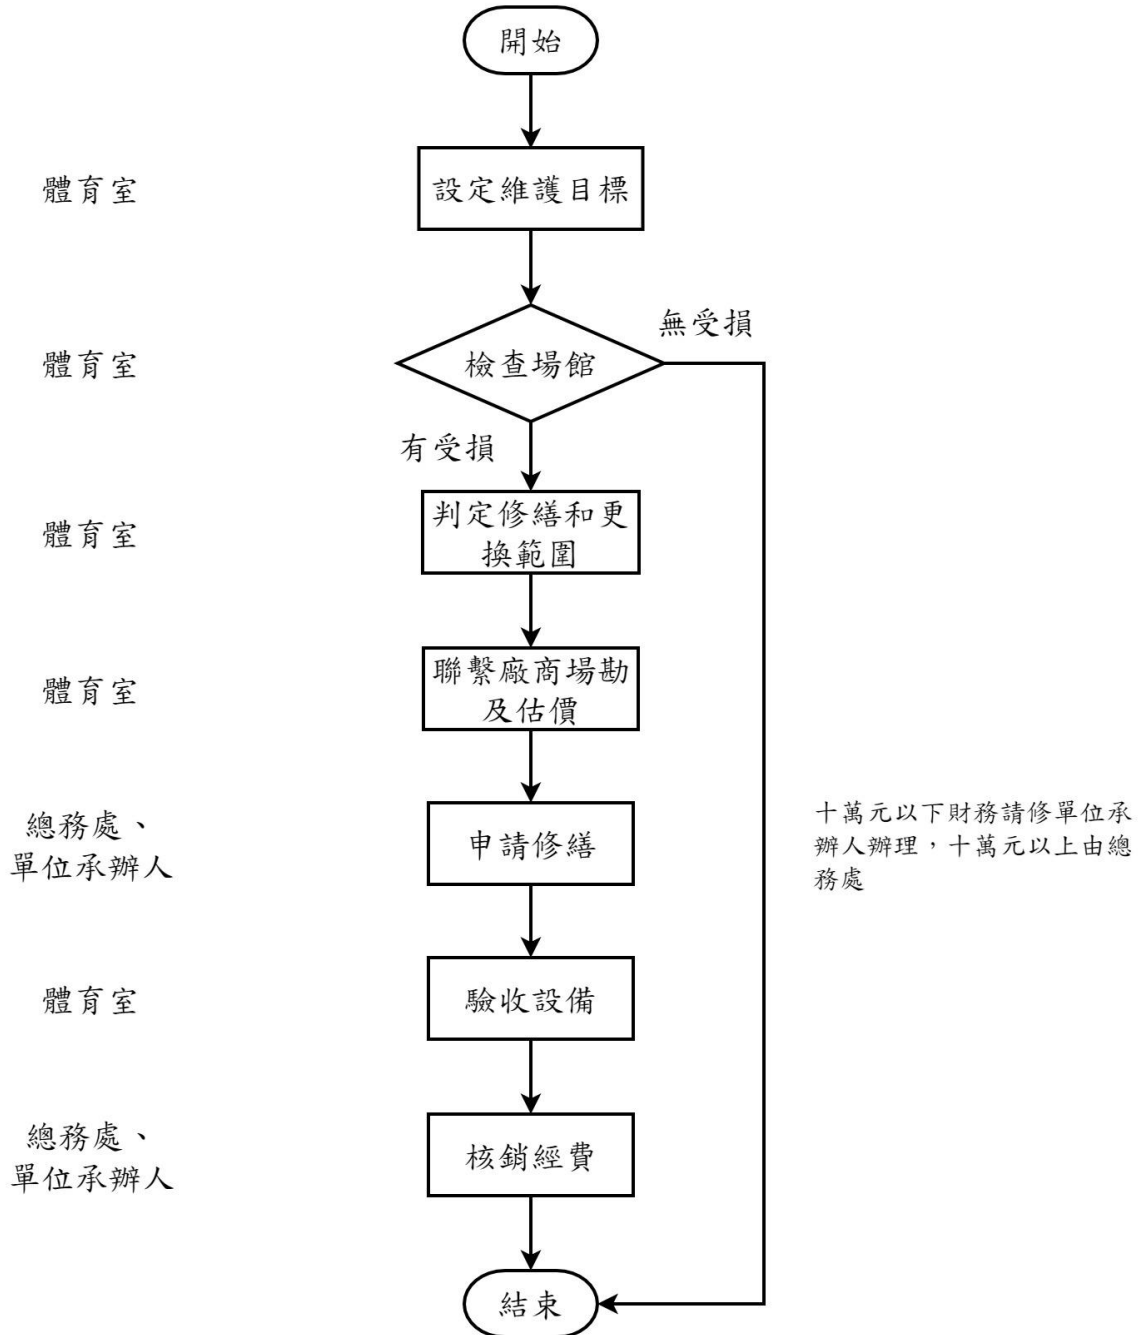 開始
體育室
設定維護目標
體育室
檢查場館
無受損
有受損
體育室
判定修繕和更
換範圍
體育室
聯繫廠商場勘
及估價
總務處、
單位承辦人
申請修繕
十萬元以下財務請修單位承
辦人辦理，十萬元以上由總
務處
體育室
驗收設備
總務處、
單位承辦人
核銷經費
結束